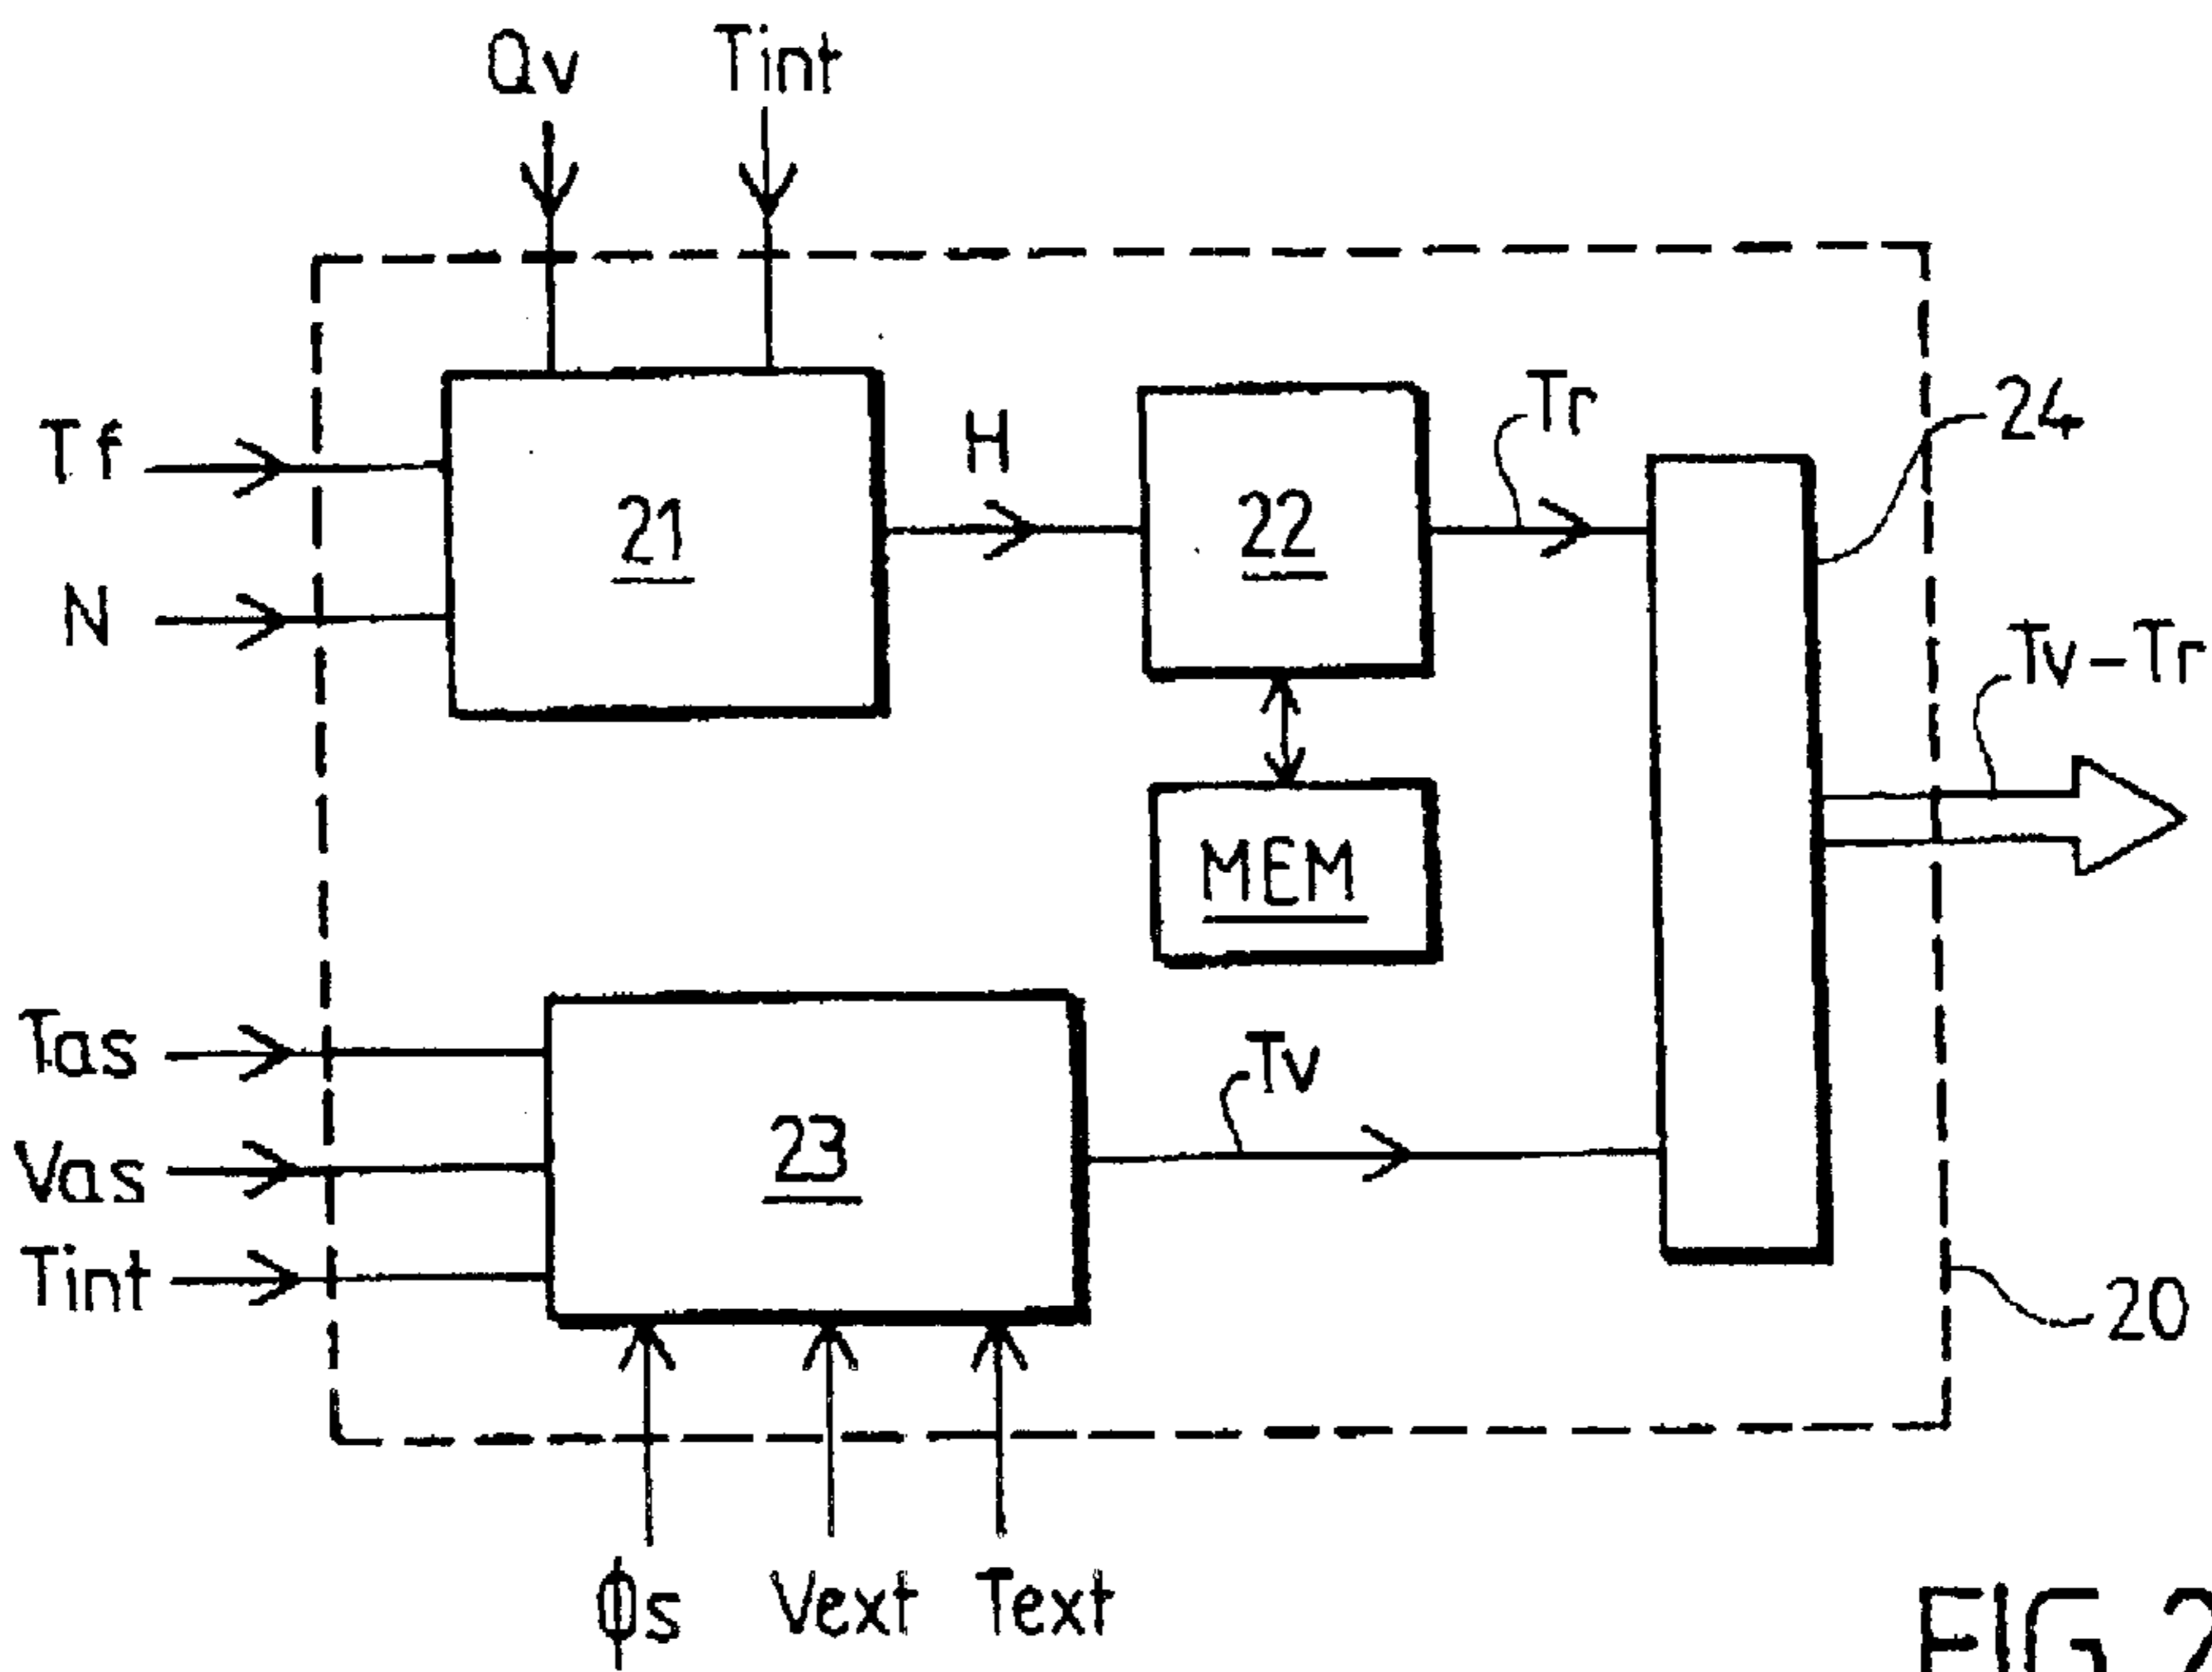 Qv Tint
Tf
H
Tr
24
21
22
N
Tv-Tr
MEM
Tas
Tv
23
Vas
Tint
20
ϕs Vext Text
FIG.2